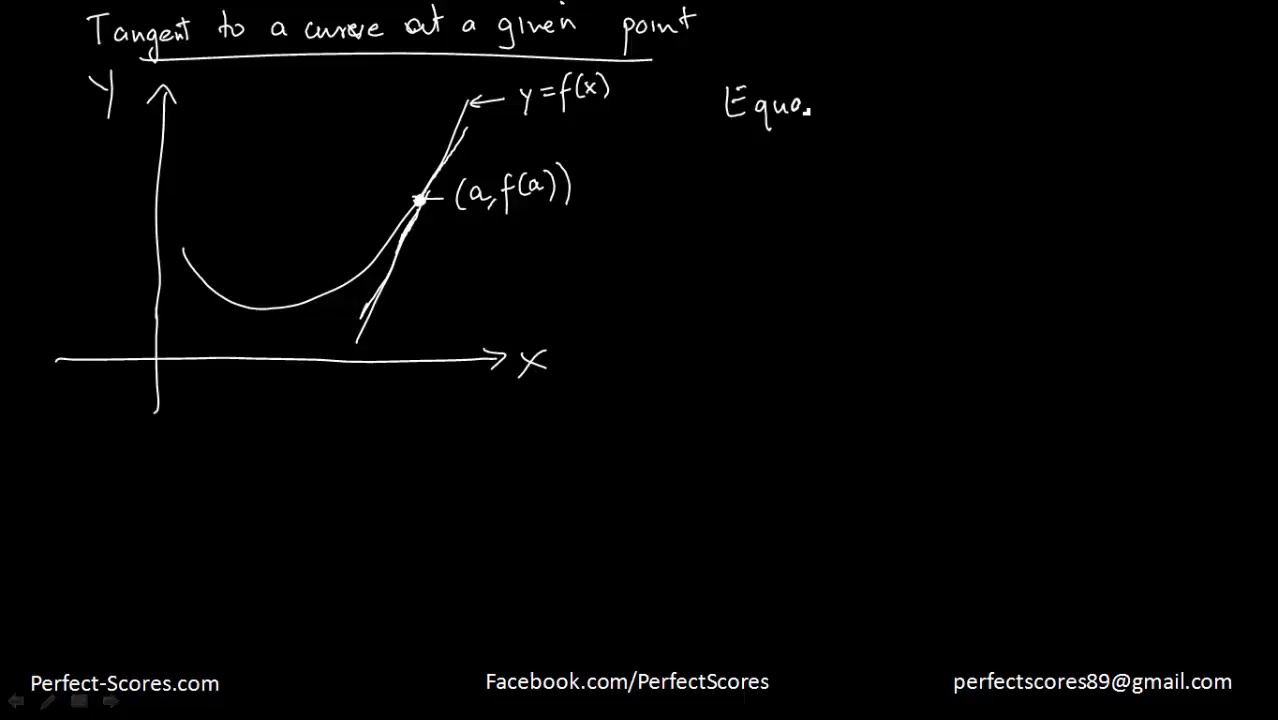 Tangent to a curve at a given point
Y
y = f(x)
Equa
(a, f(a))
X
Perfect-Scores.com
Facebook.com/PerfectScores
perfectscores89@gmail.com